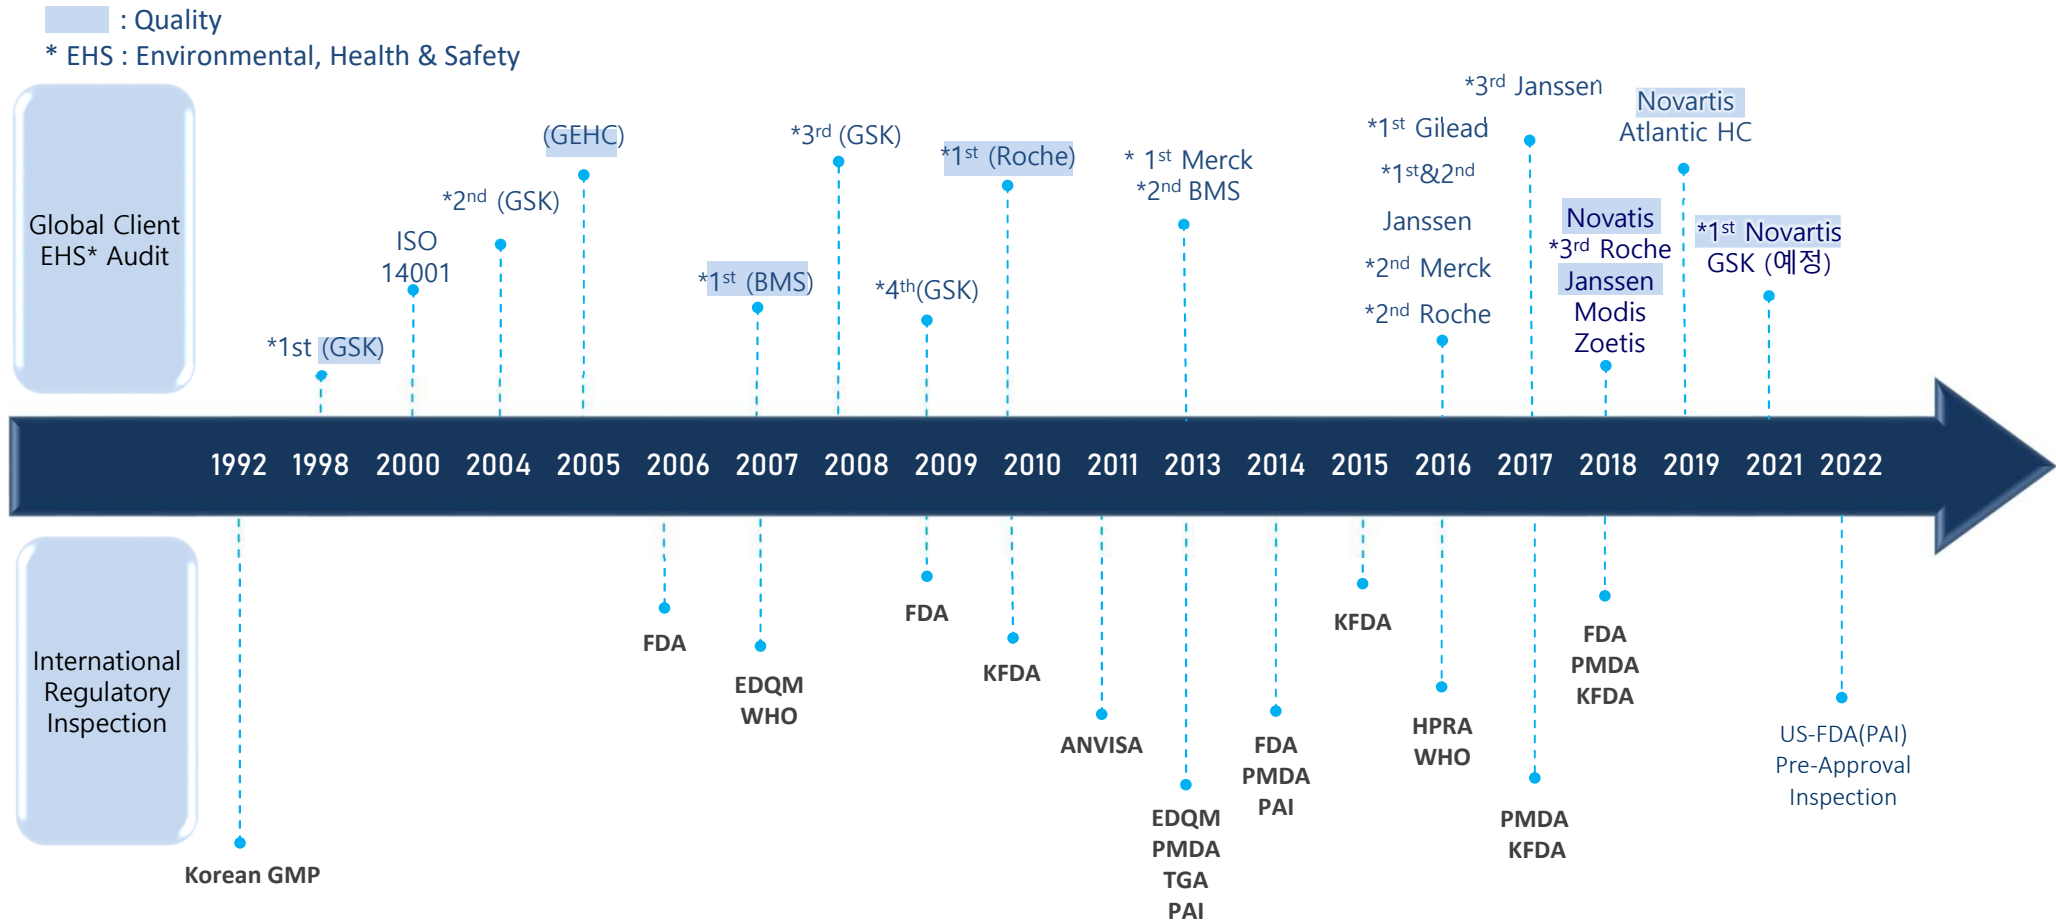 : Quality
* EHS : Environmental, Health & Safety
Global Client
EHS* Audit
*1st (GSK)
ISO
14001
*2nd (GSK)
(GEHC)
*1st (BMS)
*3rd (GSK)
*4th(GSK)
*1st (Roche)
* 1st Merck
*2nd BMS
*1st Gilead
*1st&2nd
Janssen
*2nd Merck
*2nd Roche
*3rd Janssen
Novatis
*3rd Roche
Janssen
Modis
Zoetis
Novartis
Atlantic HC
*1st Novartis
GSK (예정)
1992 1998 2000 2004 2005 2006 2007 2008 2009 2010 2011 2013 2014 2015 2016 2017 2018 2019 2021 2022
International
Regulatory
Inspection
Korean GMP
FDA
EDQM
WHO
FDA
KFDA
ANVISA
EDQM
PMDA
TGA
PAI
FDA
PMDA
PAI
KFDA
HPRA
WHO
PMDA
KFDA
FDA
PMDA
KFDA
US-FDA(PAI)
Pre-Approval
Inspection